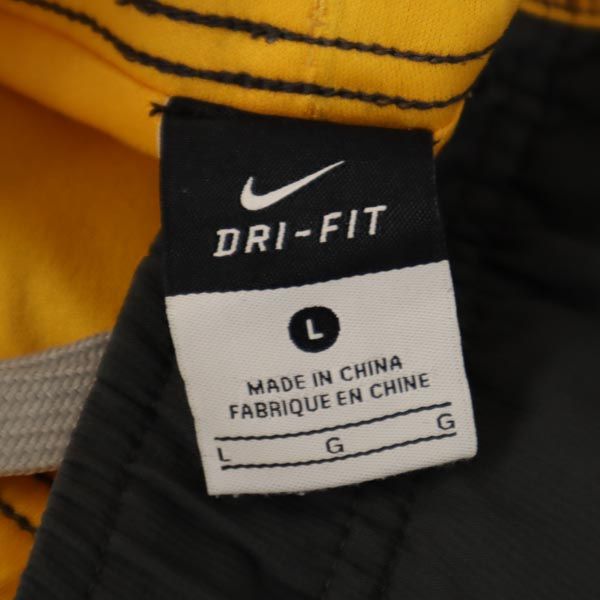 DRI-FIT
L
MADE IN CHINA
FABRIQUE EN CHINE
L G G